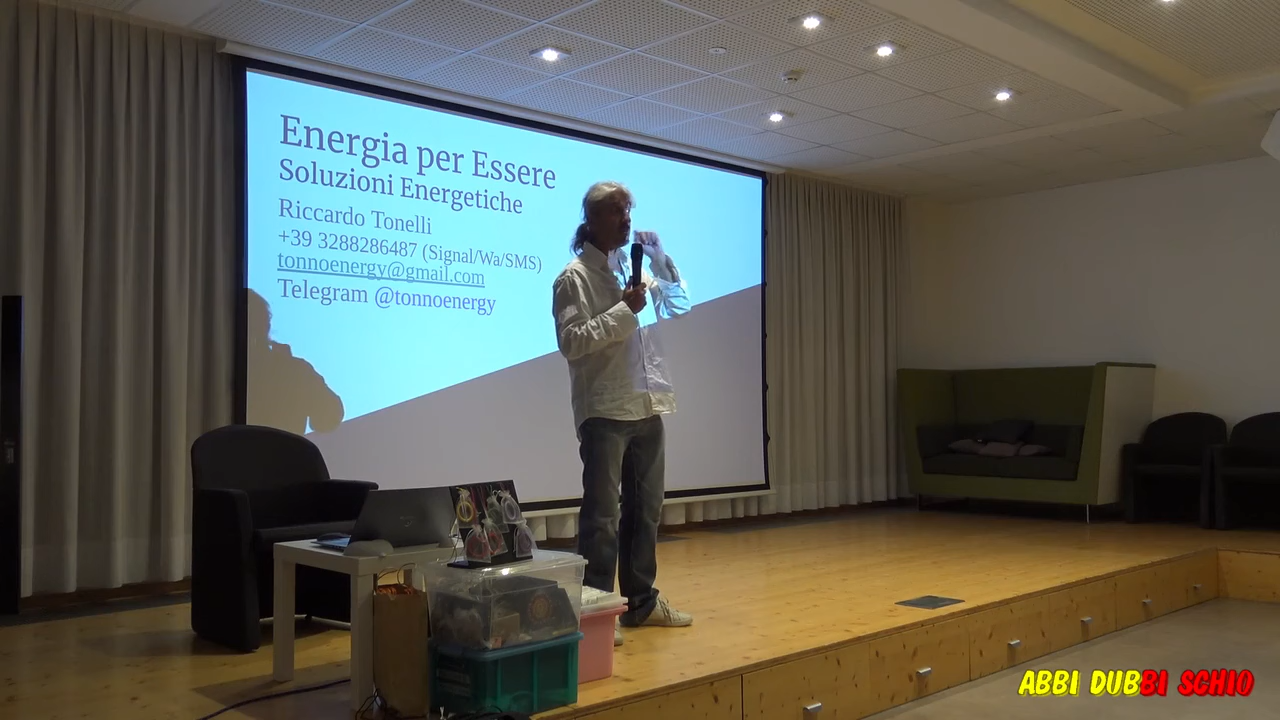 Energia per Essere
Soluzioni Energetiche
Riccardo Tonelli
+39 3288286487 (Signal/Wa/SMS)
tonnoenergy@gmail.com
Telegram @tonnoenergy
ABBI DUBBI SCHIO